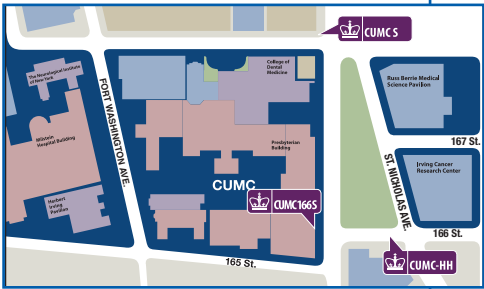 CUMC S
The Neurological Institute
of New York
College of
Dental
Medicine
Russ Berrie Medical
Science Pavilion
FORT WASHINGTON AVE.
Milstein
Hospital Building
Presbyterian
Building
167 St.
ST. NICHOLAS AVE.
Irving Cancer
Research Center
CUMC
CUMC166S
Herbert
Irving
Pavilion
166 St.
165 St.
CUMC-HH